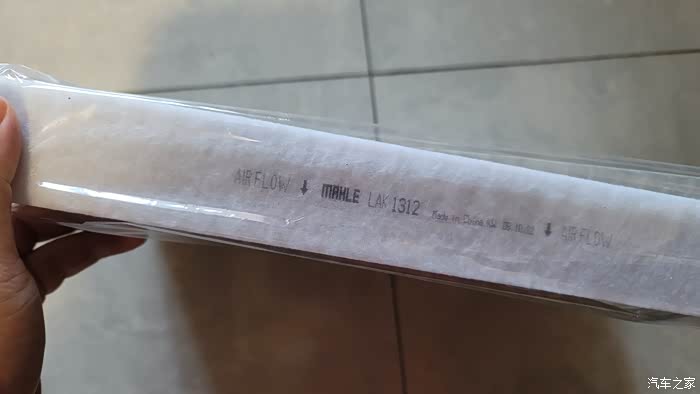 AIR FLOW ↓ MAHLE LAK 1312 Made in China ↓ AIR FLOW
汽车之家